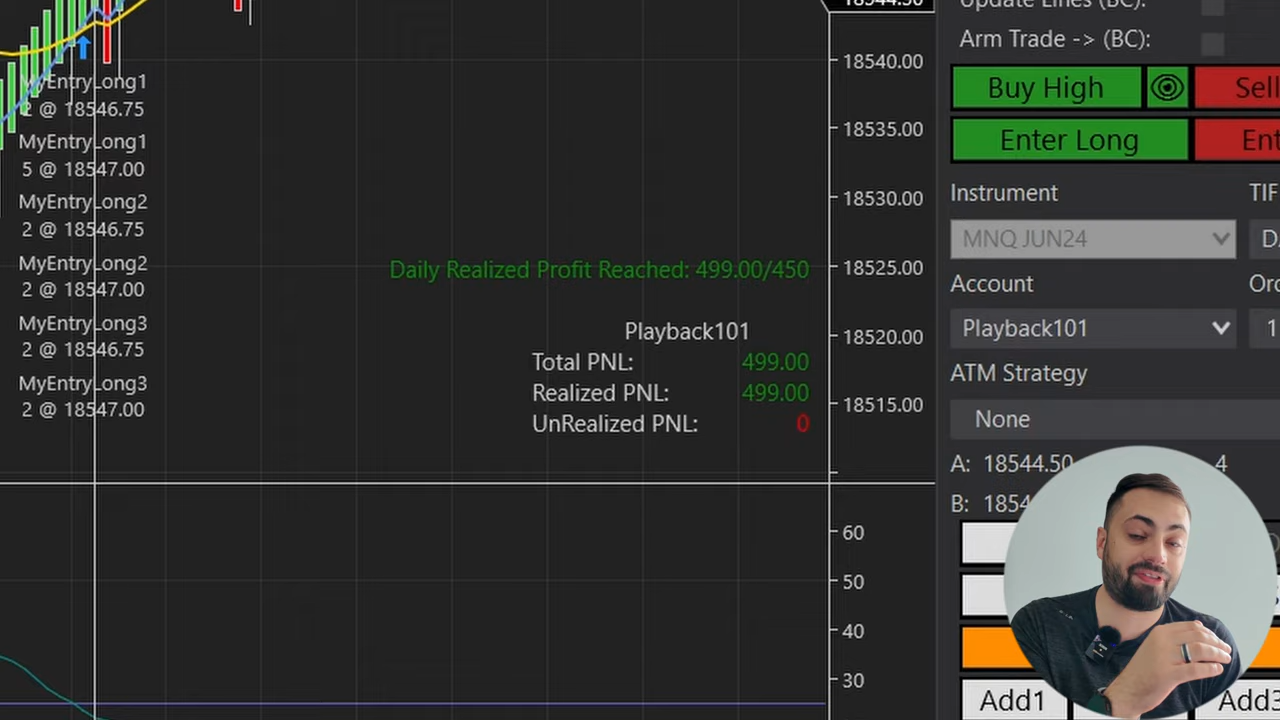 18544.50
Update Lines (BC):
Arm Trade -> (BC):
18540.00
MyEntryLong1
2 @ 18546.75
Buy High
Sell
18535.00
MyEntryLong1
5 @ 18547.00
Enter Long
MyEntryLong2
2 @ 18546.75
18530.00
Instrument
TIF
MNQ JUN24
MyEntryLong2
2 @ 18547.00
Daily Realized Profit Reached: 499.00/450
18525.00
Account
Playback101
MyEntryLong3
2 @ 18546.75
Playback101
1
18520.00
Total PNL: 499.00
ATM Strategy
MyEntryLong3
2 @ 18547.00
Realized PNL: 499.00
18515.00
UnRealized PNL: 0
None
A: 18544.50 4
B:
60
50
40
30
Add1
Add3